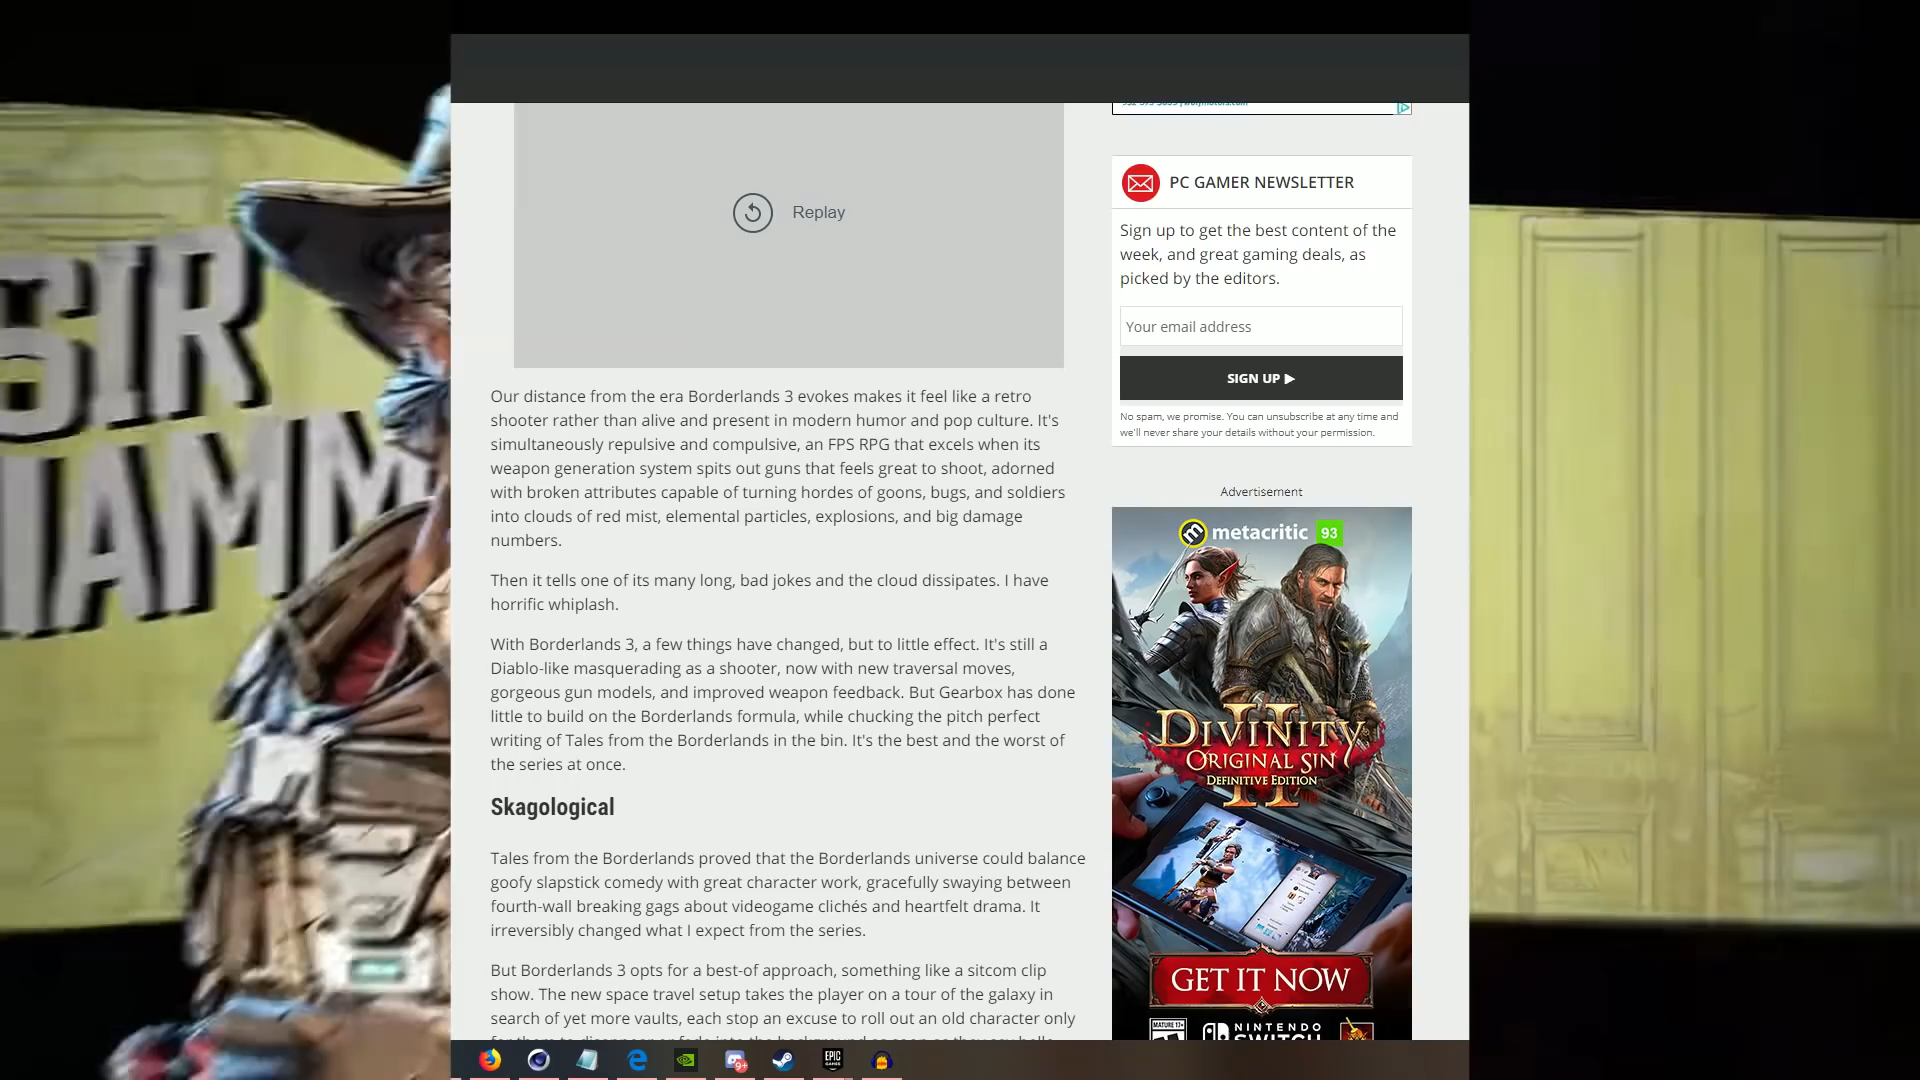 SIR
HAMM
Replay
PC GAMER NEWSLETTER
Sign up to get the best content of the
week, and great gaming deals, as
picked by the editors.
Your email address
SIGN UP ▶
No spam, we promise. You can unsubscribe at any time and
we'll never share your details without your permission.
Our distance from the era Borderlands 3 evokes makes it feel like a retro
shooter rather than alive and present in modern humor and pop culture. It's
simultaneously repulsive and compulsive, an FPS RPG that excels when its
weapon generation system spits out guns that feels great to shoot, adorned
with broken attributes capable of turning hordes of goons, bugs, and soldiers
into clouds of red mist, elemental particles, explosions, and big damage
numbers.
Then it tells one of its many long, bad jokes and the cloud dissipates. I have
horrific whiplash.
With Borderlands 3, a few things have changed, but to little effect. It's still a
Diablo-like masquerading as a shooter, now with new traversal moves,
gorgeous gun models, and improved weapon feedback. But Gearbox has done
little to build on the Borderlands formula, while chucking the pitch perfect
writing of Tales from the Borderlands in the bin. It's the best and the worst of
the series at once.
Skagological
Tales from the Borderlands proved that the Borderlands universe could balance
goofy slapstick comedy with great character work, gracefully swaying between
fourth-wall breaking gags about videogame clichés and heartfelt drama. It
irreversibly changed what I expect from the series.
But Borderlands 3 opts for a best-of approach, something like a sitcom clip
show. The new space travel setup takes the player on a tour of the galaxy in
search of yet more vaults, each stop an excuse to roll out an old character only
Advertisement
metacritic 93
DIVINITY
ORIGINAL SIN
II
DEFINITIVE EDITION
GET IT NOW
MATURE 17+
NINTENDO
SWITCH
9+
EPIC
GAMES